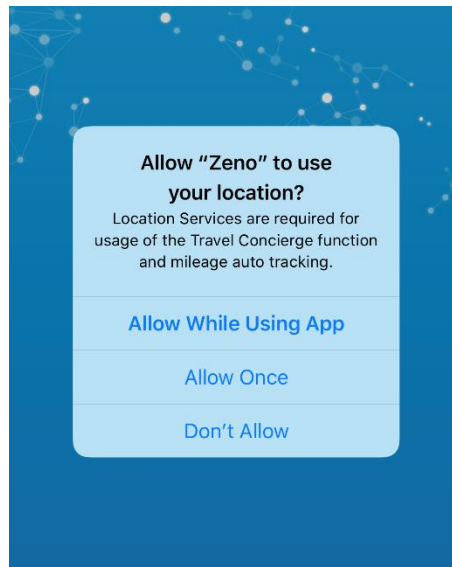 Allow “Zeno” to use
your location?
Location Services are required for
usage of the Travel Concierge function
and mileage auto tracking.
Allow While Using App
Allow Once
Don’t Allow